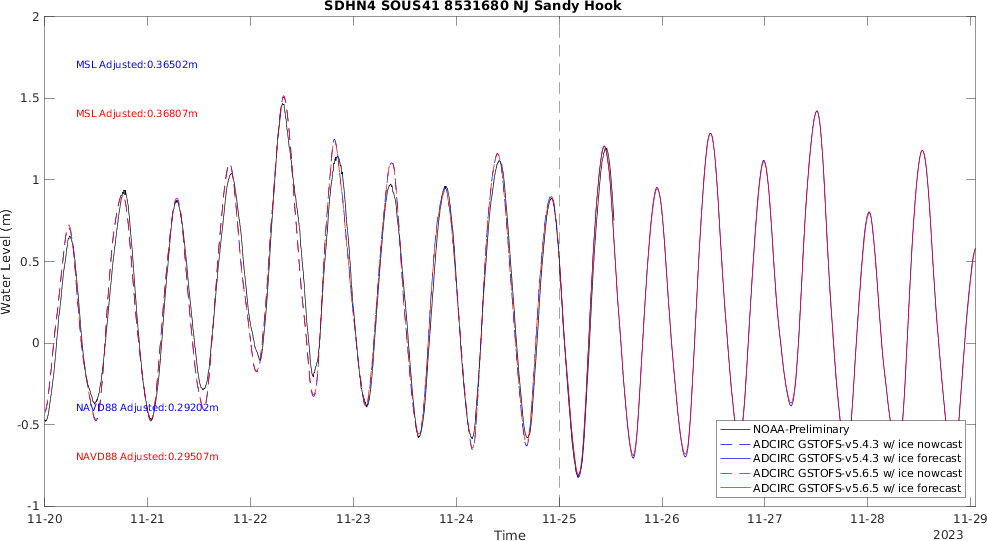 SDHN4 SOUS41 8531680 NJ Sandy Hook
2
1.5
1
0.5
0
-0.5
-1
Water Level (m)
MSL Adjusted:0.36502m
MSL Adjusted:0.36807m
NAVD88 Adjusted:0.29202m
NAVD88 Adjusted:0.29507m
NOAA-Preliminary
ADCIRC GSTOFS-v5.4.3 w/ ice nowcast
ADCIRC GSTOFS-v5.4.3 w/ ice forecast
ADCIRC GSTOFS-v5.6.5 w/ ice nowcast
ADCIRC GSTOFS-v5.6.5 w/ ice forecast
11-20 11-21 11-22 11-23 11-24 11-25 11-26 11-27 11-28 11-29
Time
2023